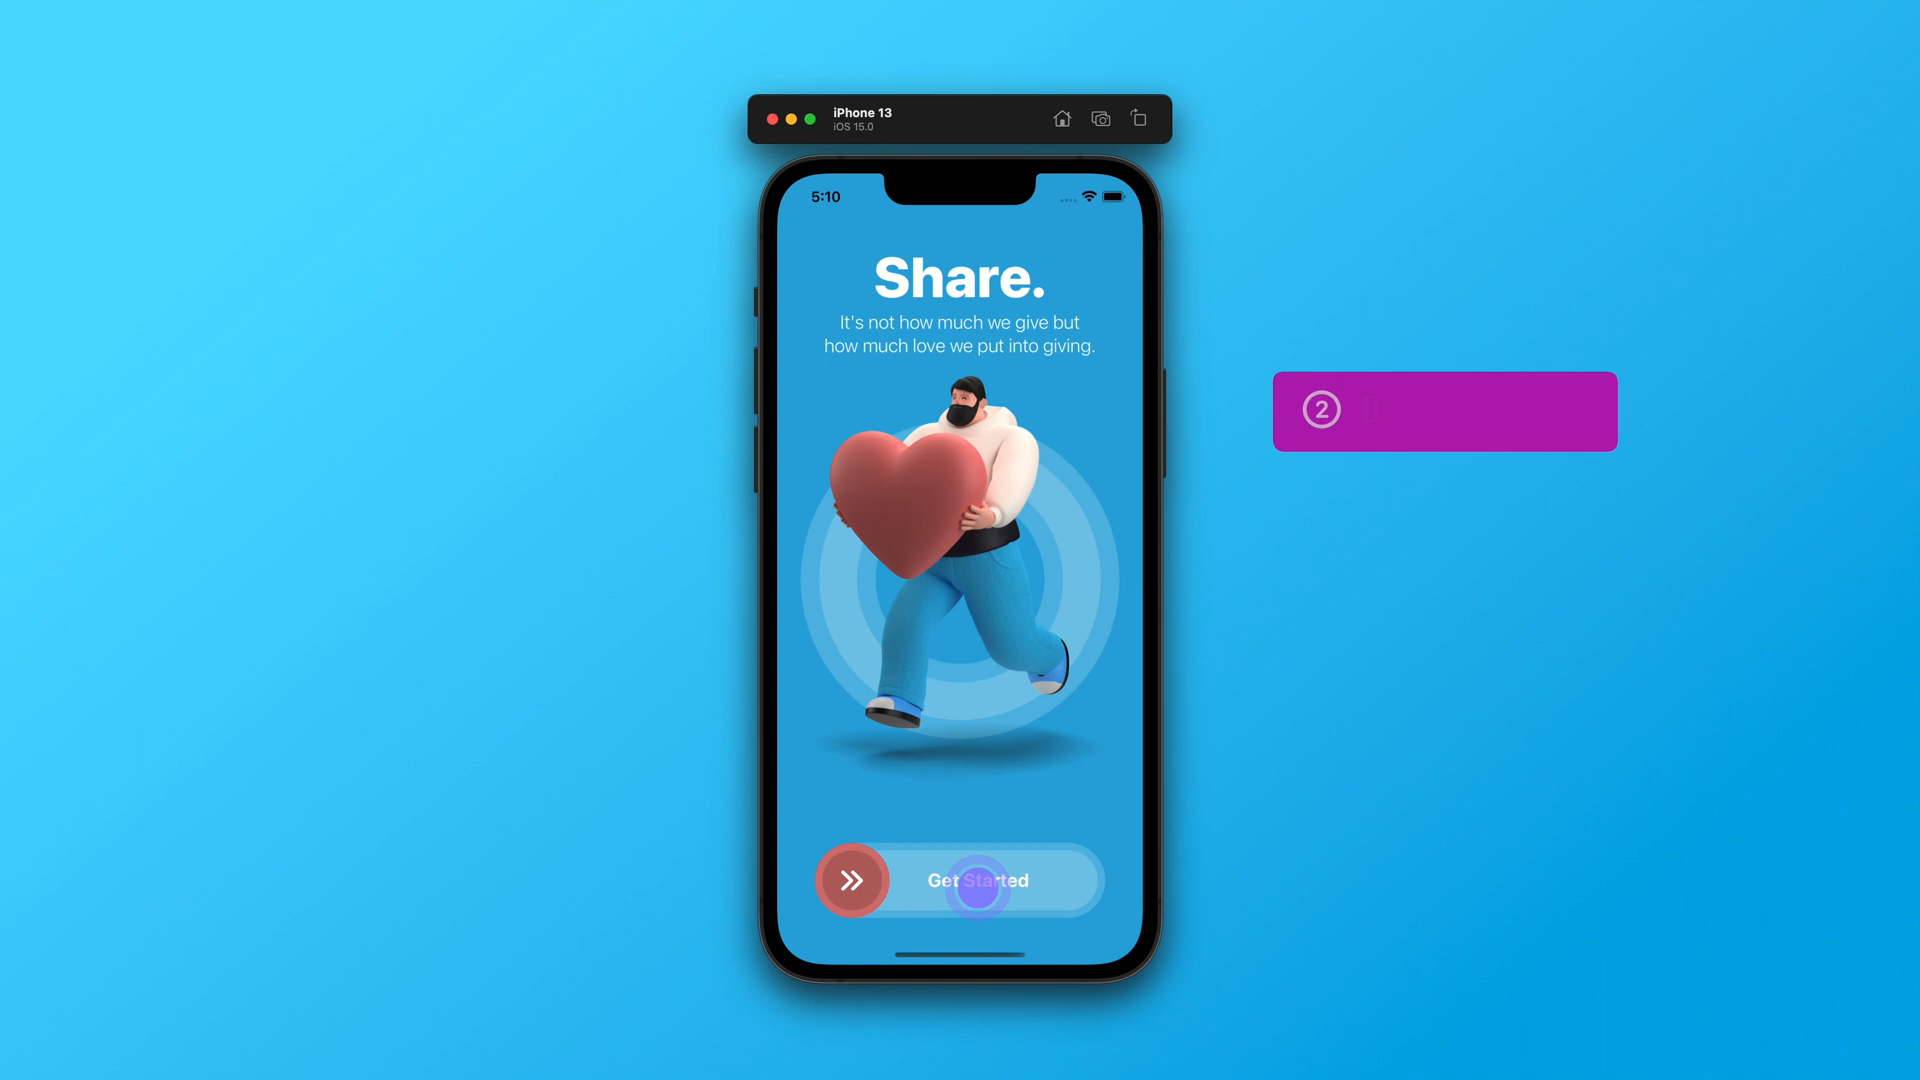 iPhone 13
iOS 15.0
5:10
Share.
It's not how much we give but
how much love we put into giving.
2
Get Started